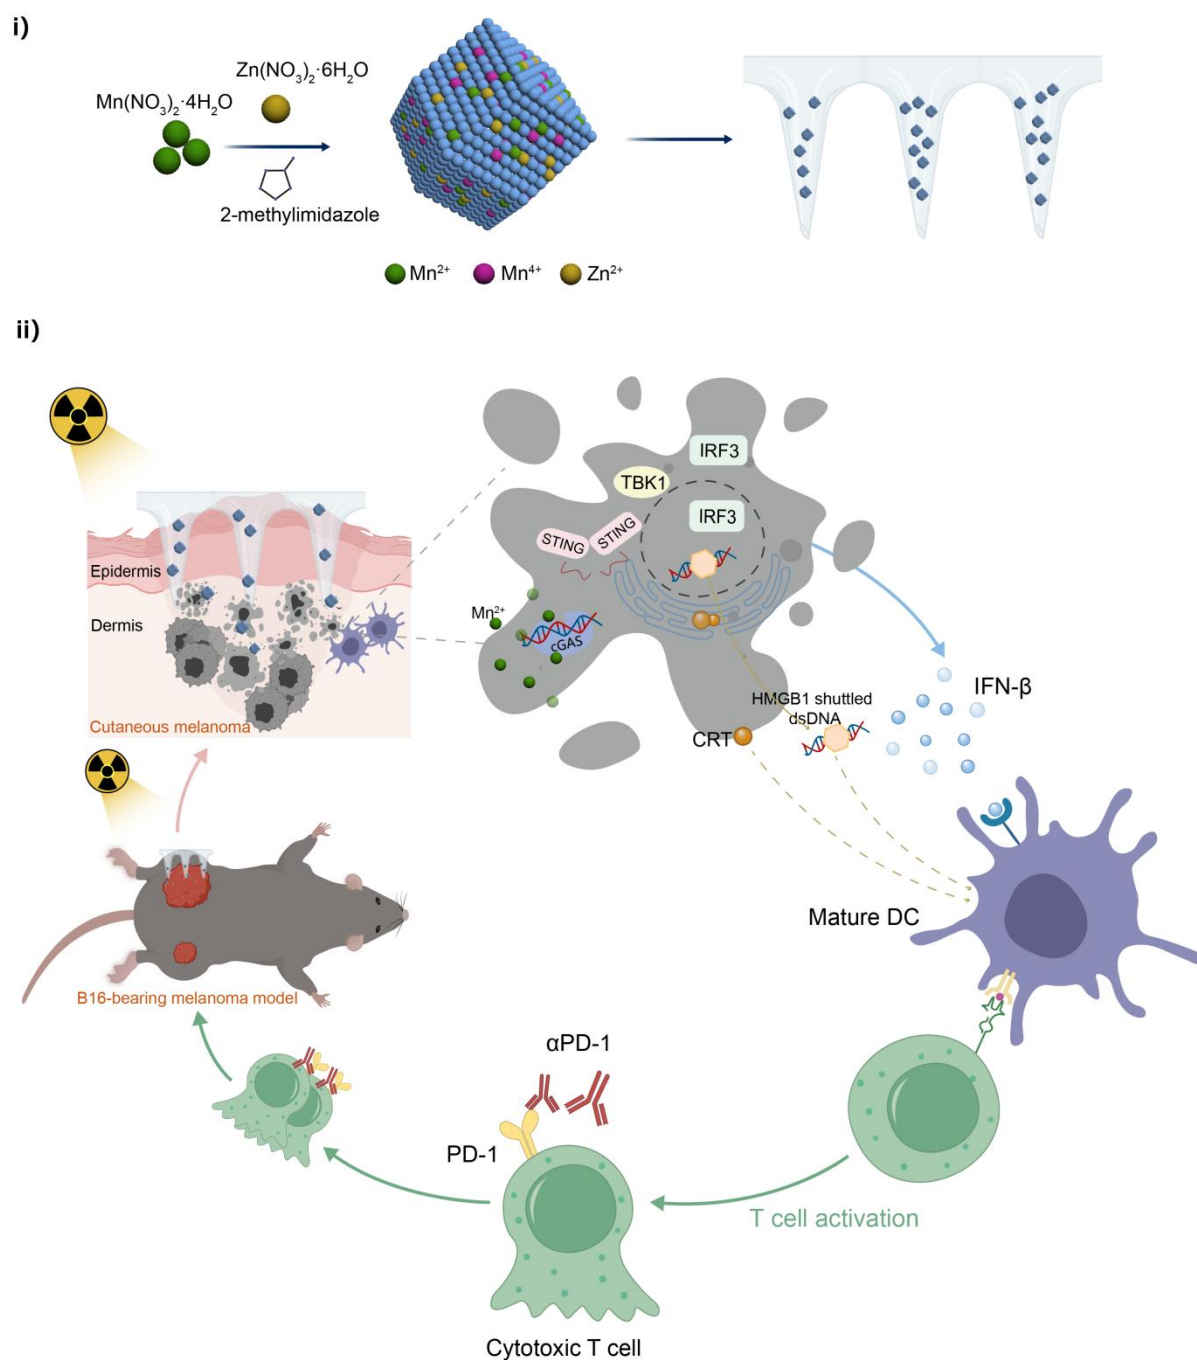 i)
Zn(NO₃)₂·6H₂O
Mn(NO₃)₂·4H₂O
2-methylimidazole
Mn²⁺ Mn⁴⁺ Zn²⁺
ii)
IRF3
TBK1
IRF3
STING
STING
Epidermis
Mn²⁺
Dermis
cGAS
IFN-β
HMGB1 shuttled
dsDNA
Cutaneous melanoma
CRT
Mature DC
B16-bearing melanoma model
αPD-1
PD-1
T cell activation
Cytotoxic T cell